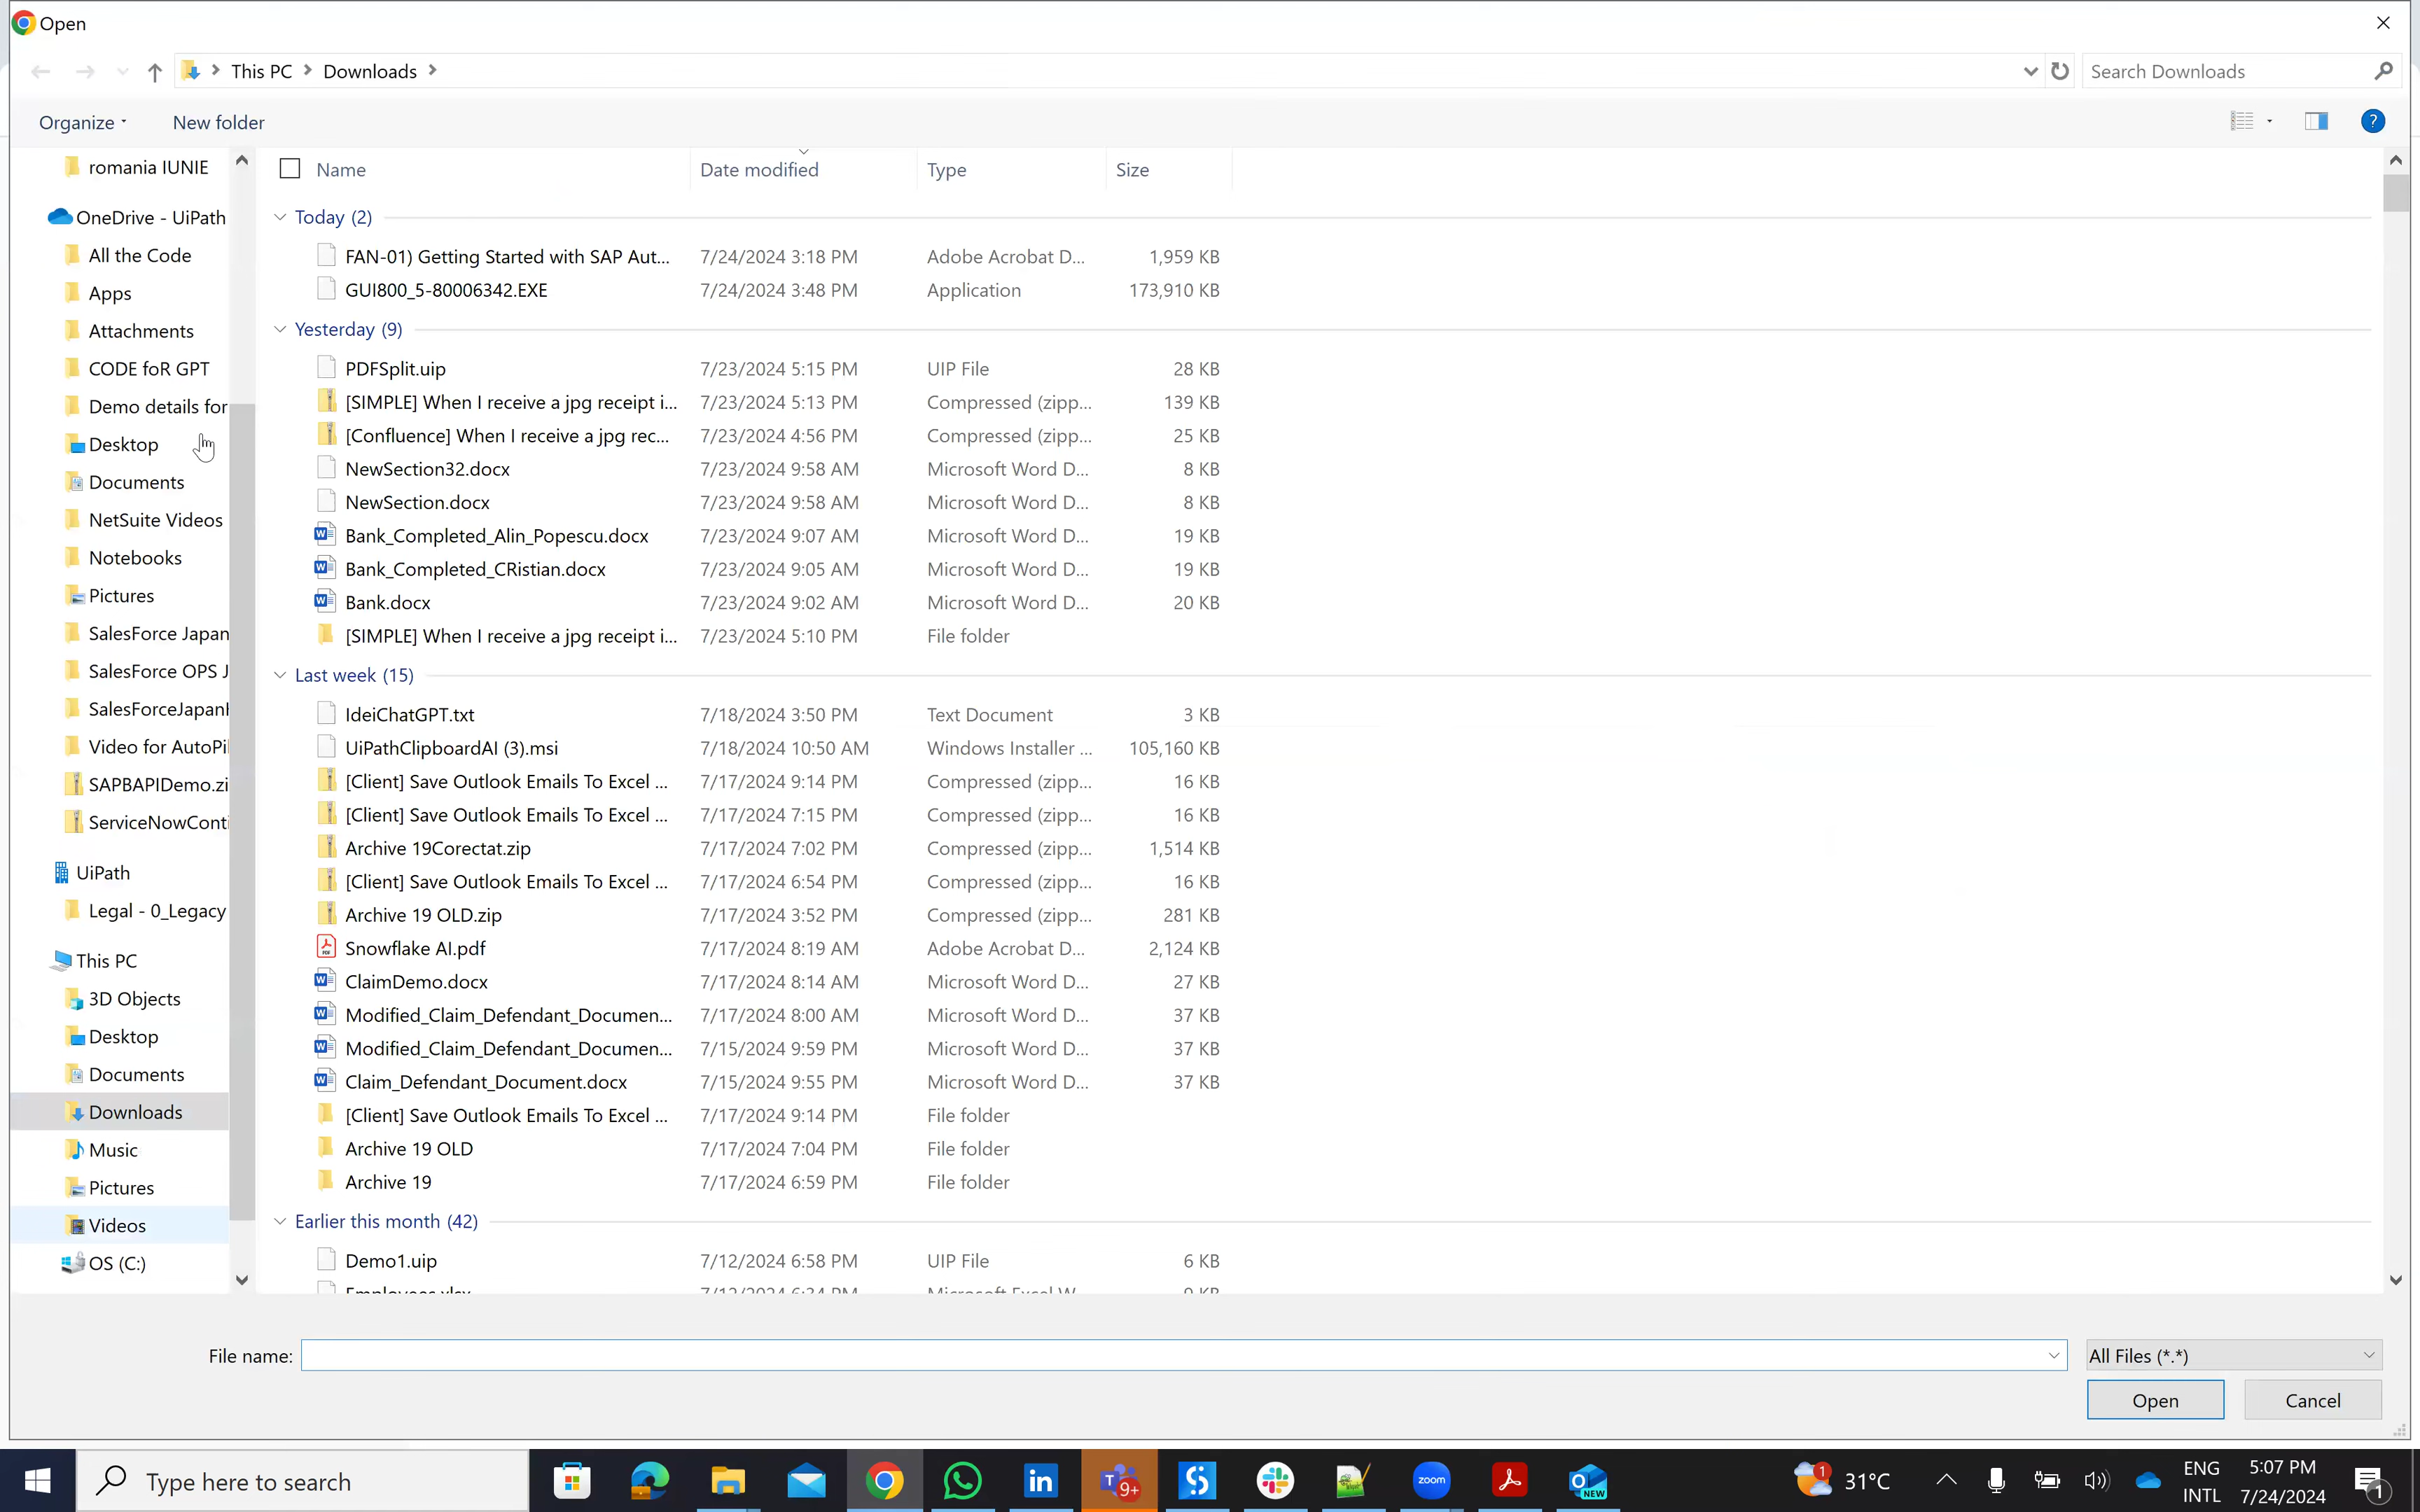 Open
This PC > Downloads >
Search Downloads
Organize
New folder
romania IUNIE
OneDrive - UiPath
All the Code
Apps
Attachments
CODE foR GPT
Demo details for
Desktop
Documents
NetSuite Videos
Notebooks
Pictures
SalesForce Japan
SalesForce OPS J
SalesForceJapan
Video for AutoPi
SAPBAPIDemo.zi
ServiceNowConti
UiPath
Legal - 0_Legacy
This PC
3D Objects
Desktop
Documents
Downloads
Music
Pictures
Videos
OS (C:)
Name Date modified Type Size
Today (2)
FAN-01) Getting Started with SAP Aut... 7/24/2024 3:18 PM Adobe Acrobat D... 1,959 KB
GUI800_5-80006342.EXE 7/24/2024 3:48 PM Application 173,910 KB
Yesterday (9)
PDFSplit.uip 7/23/2024 5:15 PM UIP File 28 KB
[SIMPLE] When I receive a jpg receipt i... 7/23/2024 5:13 PM Compressed (zipp... 139 KB
[Confluence] When I receive a jpg rec... 7/23/2024 4:56 PM Compressed (zipp... 25 KB
NewSection32.docx 7/23/2024 9:58 AM Microsoft Word D... 8 KB
NewSection.docx 7/23/2024 9:58 AM Microsoft Word D... 8 KB
Bank_Completed_Alin_Popescu.docx 7/23/2024 9:07 AM Microsoft Word D... 19 KB
Bank_Completed_CRistian.docx 7/23/2024 9:05 AM Microsoft Word D... 19 KB
Bank.docx 7/23/2024 9:02 AM Microsoft Word D... 20 KB
[SIMPLE] When I receive a jpg receipt i... 7/23/2024 5:10 PM File folder
Last week (15)
IdeiChatGPT.txt 7/18/2024 3:50 PM Text Document 3 KB
UiPathClipboardAI (3).msi 7/18/2024 10:50 AM Windows Installer ... 105,160 KB
[Client] Save Outlook Emails To Excel ... 7/17/2024 9:14 PM Compressed (zipp... 16 KB
[Client] Save Outlook Emails To Excel ... 7/17/2024 7:15 PM Compressed (zipp... 16 KB
Archive 19Corectat.zip 7/17/2024 7:02 PM Compressed (zipp... 1,514 KB
[Client] Save Outlook Emails To Excel ... 7/17/2024 6:54 PM Compressed (zipp... 16 KB
Archive 19 OLD.zip 7/17/2024 3:52 PM Compressed (zipp... 281 KB
Snowflake AI.pdf 7/17/2024 8:19 AM Adobe Acrobat D... 2,124 KB
ClaimDemo.docx 7/17/2024 8:14 AM Microsoft Word D... 27 KB
Modified_Claim_Defendant_Documen... 7/17/2024 8:00 AM Microsoft Word D... 37 KB
Modified_Claim_Defendant_Documen... 7/15/2024 9:59 PM Microsoft Word D... 37 KB
Claim_Defendant_Document.docx 7/15/2024 9:55 PM Microsoft Word D... 37 KB
[Client] Save Outlook Emails To Excel ... 7/17/2024 9:14 PM File folder
Archive 19 OLD 7/17/2024 7:04 PM File folder
Archive 19 7/17/2024 6:59 PM File folder
Earlier this month (42)
Demo1.uip 7/12/2024 6:58 PM UIP File 6 KB
File name:
All Files (*.*)
Open
Cancel
Type here to search
9+
zoom
NEW
1
31°C
ENG
INTL
5:07 PM
7/24/2024
1